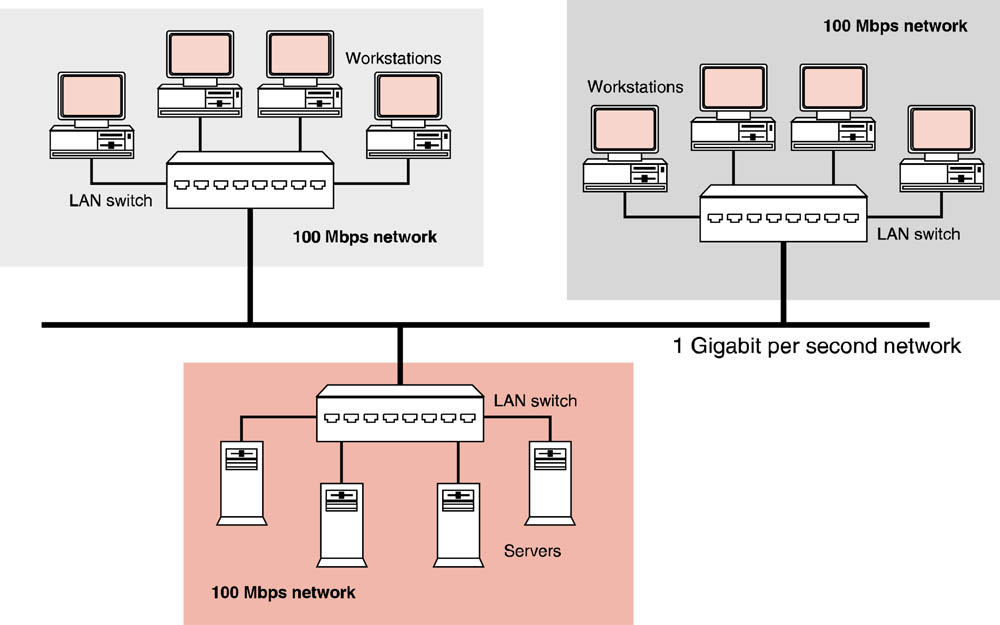 Workstations
LAN switch
100 Mbps network
100 Mbps network
Workstations
LAN switch
1 Gigabit per second network
LAN switch
Servers
100 Mbps network